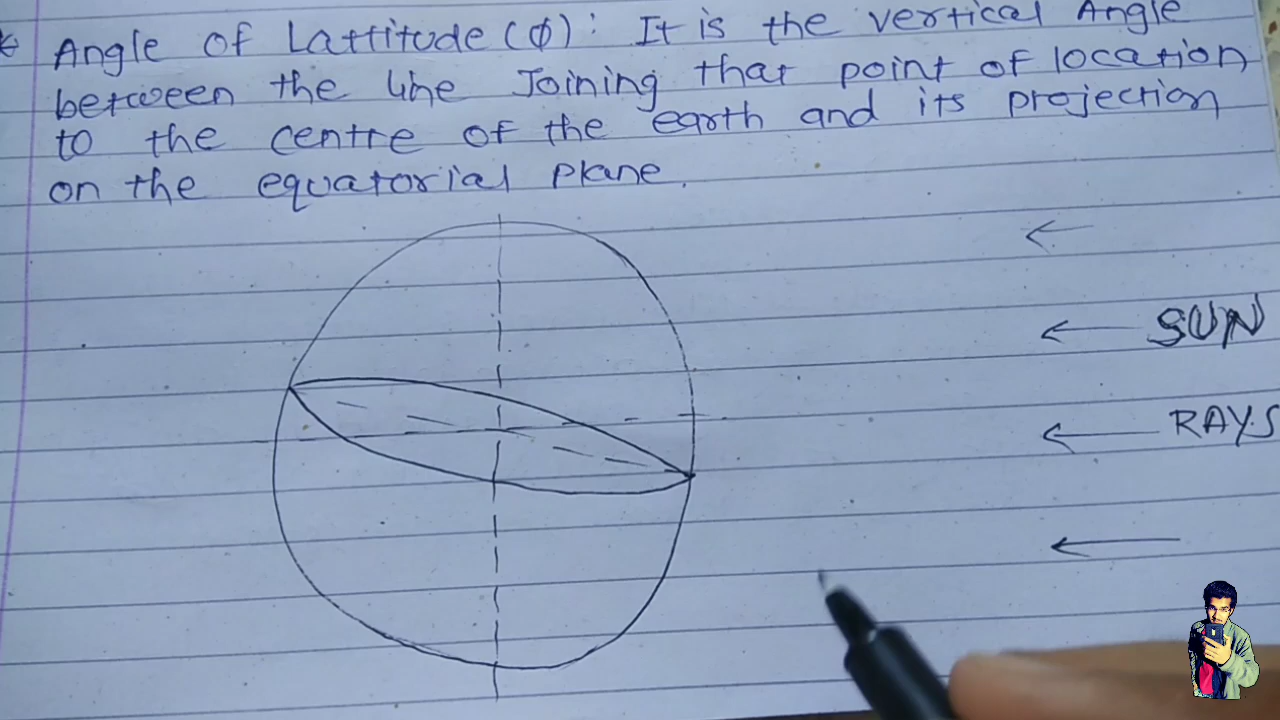 Angle of Lattitude (Φ): It is the vertical Angle
between the line Joining that point of location
to the centre of the earth and its projection
on the equatorial plane.
SUN
RAYS